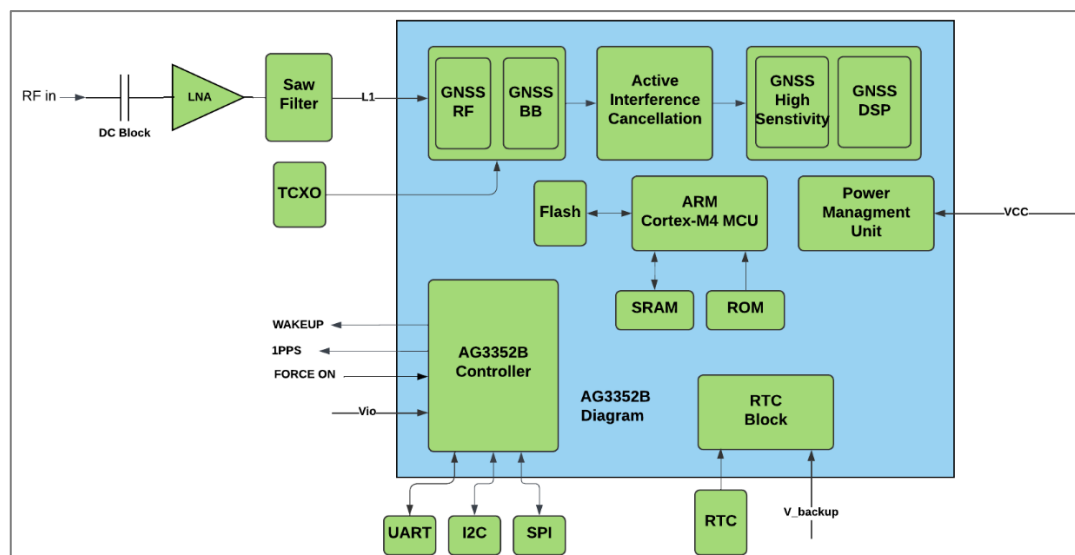 RF in
DC Block
LNA
Saw
Filter
L1
GNSS
RF
GNSS
BB
Active
Interference
Cancellation
GNSS
High
Senstivity
GNSS
DSP
TCXO
Flash
ARM
Cortex-M4 MCU
Power
Managment
Unit
VCC
SRAM
ROM
WAKEUP
1PPS
FORCE ON
Vio
AG3352B
Controller
AG3352B
Diagram
RTC
Block
UART
I2C
SPI
RTC
V_backup